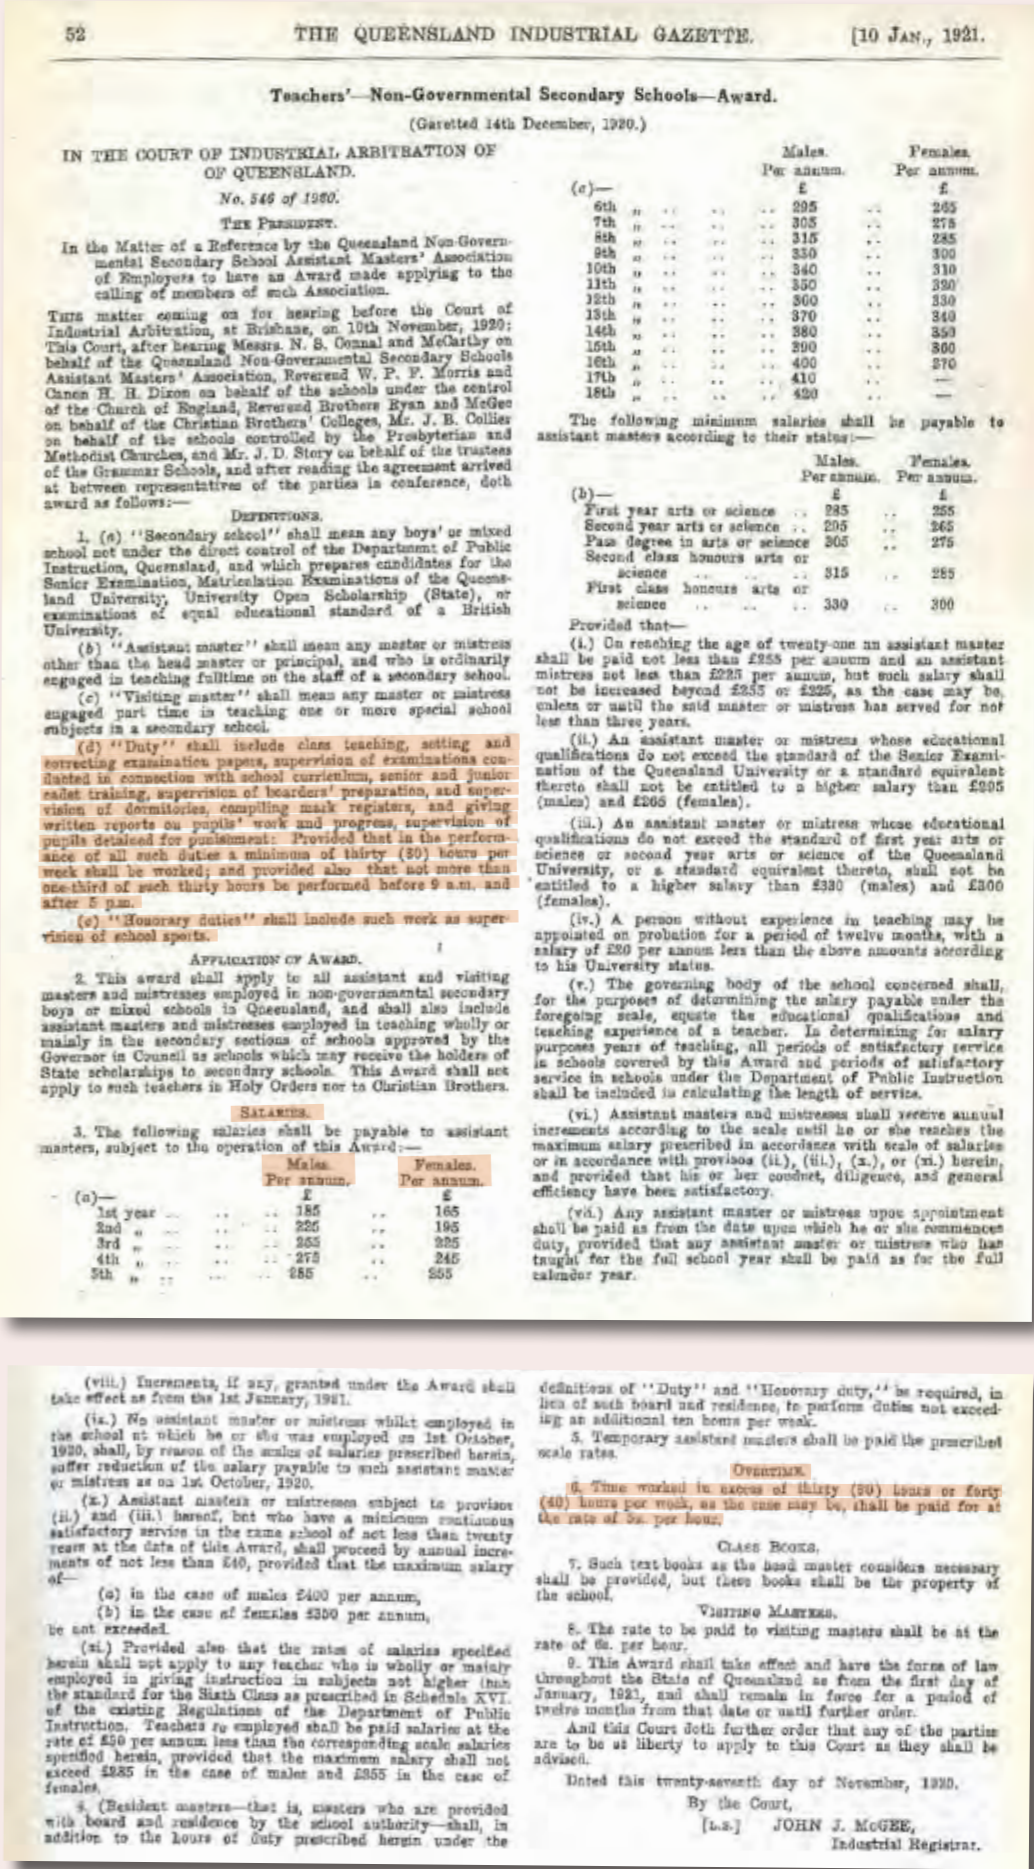 52 THE QUEENSLAND INDUSTRIAL GAZETTE. [10 JAN., 1921.
Teachers'—Non-Governmental Secondary Schools—Award.
(Gazetted 14th December, 1920.)
IN THE COURT OF INDUSTRIAL ARBITRATION OF
OF QUEENSLAND.
No. 546 of 1920.
THE PRESIDENT.
In the Matter of a Reference by the Queensland Non-Govern-
mental Secondary School Assistant Masters' Association
of Employers to have an Award made applying to the
calling of members of such Association.
THIS matter coming on for hearing before the Court of
Industrial Arbitration, at Brisbane, on 10th November, 1920:
This Court, after hearing Messrs. N. S. Connal and McCarthy on
behalf of the Queensland Non-Governmental Secondary Schools
Assistant Masters' Association, Reverend W. P. F. Morris and
Canon H. H. Dixon on behalf of the schools under the control
of the Church of England, Reverend Brothers Ryan and McGee
on behalf of the Christian Brothers' Colleges, Mr. J. B. Collier
on behalf of the schools controlled by the Presbyterian and
Methodist Churches, and Mr. J. D. Story on behalf of the trustees
of the Grammar Schools, and after reading the agreement arrived
at between representatives of the parties in conference, doth
award as follows:—
DEFINITIONS.
1. (a) "Secondary school" shall mean any boys' or mixed
school not under the direct control of the Department of Public
Instruction, Queensland, and which prepares candidates for the
Senior Examination, Matriculation Examinations of the Queens-
land University, University Open Scholarship (State), or
examinations of equal educational standard of a British
University.
(b) "Assistant master" shall mean any master or mistress
other than the head master or principal, and who is ordinarily
engaged in teaching fulltime on the staff of a secondary school.
(c) "Visiting master" shall mean any master or mistress
engaged part time in teaching one or more special school
subjects in a secondary school.
(d) "Duty" shall include class teaching, setting and
correcting examination papers, supervision of examinations con-
ducted in connection with school curriculum, senior and junior
cadet training, supervision of boarders' preparation, and super-
vision of dormitories, compiling mark registers, and giving
written reports on pupils' work and progress, supervision of
pupils detained for punishment: Provided that in the perform-
ance of all such duties a minimum of thirty (30) hours per
week shall be worked; and provided also that not more than
one-third of such thirty hours be performed before 9 a.m. and
after 5 p.m.
(e) "Honorary duties" shall include such work as super-
vision of school sports.
APPLICATION OF AWARD.
2. This award shall apply to all assistant and visiting
masters and mistresses employed in non-governmental secondary
boys or mixed schools in Queensland, and shall also include
assistant masters and mistresses employed in teaching wholly or
mainly in the secondary sections of schools approved by the
Governor in Council as schools which may receive the holders of
State scholarships to secondary schools. This Award shall not
apply to such teachers in Holy Orders nor to Christian Brothers.
SALARIES.
3. The following salaries shall be payable to assistant
masters, subject to the operation of this Award:—
Males. Females.
Per annum. Per annum.
(a)— £ £
1st year .. .. .. 185 .. 165
2nd „ .. .. .. 225 .. 195
3rd „ .. .. .. 255 .. 225
4th „ .. .. .. 275 .. 245
5th „ .. .. .. 285 .. 255
Males. Females.
Per annum. Per annum.
(a)— £ £
6th „ .. .. .. 295 .. 265
7th „ .. .. .. 305 .. 275
8th „ .. .. .. 315 .. 285
9th „ .. .. .. 330 .. 300
10th „ .. .. .. 340 .. 310
11th „ .. .. .. 350 .. 320
12th „ .. .. .. 360 .. 330
13th „ .. .. .. 370 .. 340
14th „ .. .. .. 380 .. 350
15th „ .. .. .. 390 .. 360
16th „ .. .. .. 400 .. 370
17th „ .. .. .. 410 .. —
18th „ .. .. .. 420 .. —
The following minimum salaries shall be payable to
assistant masters according to their status:—
Males. Females.
Per annum. Per annum.
(b)— £ £
First year arts or science .. 285 .. 255
Second year arts or science .. 295 .. 265
Pass degree in arts or science 305 .. 275
Second class honours arts or
science .. .. .. 315 .. 285
First class honours arts or
science .. .. .. 330 .. 300
Provided that—
(i.) On reaching the age of twenty-one an assistant master
shall be paid not less than £255 per annum and an assistant
mistress not less than £225 per annum, but such salary shall
not be increased beyond £255 or £225, as the case may be,
unless or until the said master or mistress has served for not
less than three years.
(ii.) An assistant master or mistress whose educational
qualifications do not exceed the standard of the Senior Exami-
nation of the Queensland University or a standard equivalent
thereto shall not be entitled to a higher salary than £295
(males) and £265 (females).
(iii.) An assistant master or mistress whose educational
qualifications do not exceed the standard of first year arts or
science or second year arts or science of the Queensland
University, or a standard equivalent thereto, shall not be
entitled to a higher salary than £330 (males) and £300
(females).
(iv.) A person without experience in teaching may be
appointed on probation for a period of twelve months, with a
salary of £20 per annum less than the above amounts according
to his University status.
(v.) The governing body of the school concerned shall,
for the purposes of determining the salary payable under the
foregoing scale, equate the educational qualifications and
teaching experience of a teacher. In determining for salary
purposes years of teaching, all periods of satisfactory service
in schools covered by this Award and periods of satisfactory
service in schools under the Department of Public Instruction
shall be included in calculating the length of service.
(vi.) Assistant masters and mistresses shall receive annual
increments according to the scale until he or she reaches the
maximum salary prescribed in accordance with scale of salaries
or in accordance with provisos (ii.), (iii.), (x.), or (xi.) herein,
and provided that his or her conduct, diligence, and general
efficiency have been satisfactory.
(vii.) Any assistant master or mistress upon appointment
shall be paid as from the date upon which he or she commences
duty, provided that any assistant master or mistress who has
taught for the full school year shall be paid as for the full
calendar year.
(viii.) Increments, if any, granted under the Award shall
take effect as from the 1st January, 1921.
(ix.) No assistant master or mistress whilst employed in
the school at which he or she was employed on 1st October,
1920, shall, by reason of the scales of salaries prescribed herein,
suffer reduction of the salary payable to such assistant master
or mistress as on 1st October, 1920.
(x.) Assistant masters or mistresses subject to provisos
(ii.) and (iii.) hereof, but who have a minimum continuous
satisfactory service in the same school of not less than twenty
years at the date of this Award, shall proceed by annual incre-
ments of not less than £10, provided that the maximum salary
of—
(a) in the case of males £400 per annum,
(b) in the case of females £350 per annum,
be not exceeded.
(xi.) Provided also that the rates of salaries specified
herein shall not apply to any teacher who is wholly or mainly
employed in giving instruction in subjects not higher than
the standard for the Sixth Class as prescribed in Schedule XVI.
of the existing Regulations of the Department of Public
Instruction. Teachers so employed shall be paid salaries at the
rate of £50 per annum less than the corresponding scale salaries
specified herein, provided that the maximum salary shall not
exceed £285 in the case of males and £255 in the case of
females.
4. (Resident masters—that is, masters who are provided
with board and residence by the school authority—shall, in
addition to the hours of duty prescribed herein under the
definitions of "Duty" and "Honorary duty," be required, in
lieu of such board and residence, to perform duties not exceed-
ing an additional ten hours per week.
5. Temporary assistant masters shall be paid the prescribed
scale rates.
OVERTIME.
6. Time worked in excess of thirty (30) hours or forty
(40) hours per week, as the case may be, shall be paid for at
the rate of 5s. per hour.
CLASS BOOKS.
7. Such text books as the head master considers necessary
shall be provided, but these books shall be the property of
the school.
VISITING MASTERS.
8. The rate to be paid to visiting masters shall be at the
rate of 6s. per hour.
9. This Award shall take effect and have the force of law
throughout the State of Queensland as from the first day of
January, 1921, and shall remain in force for a period of
twelve months from that date or until further order.
And this Court doth further order that any of the parties
are to be at liberty to apply to this Court as they shall be
advised.
Dated this twenty-seventh day of November, 1920.
By the Court,
[L.S.] JOHN J. McGEE,
Industrial Registrar.